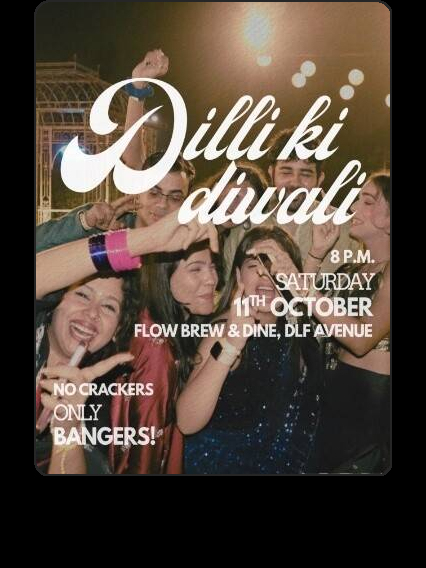 Dilli ki
diwali
8 P.M.
SATURDAY
11TH OCTOBER
FLOW BREW & DINE, DLF AVENUE
NO CRACKERS
ONLY
BANGERS!